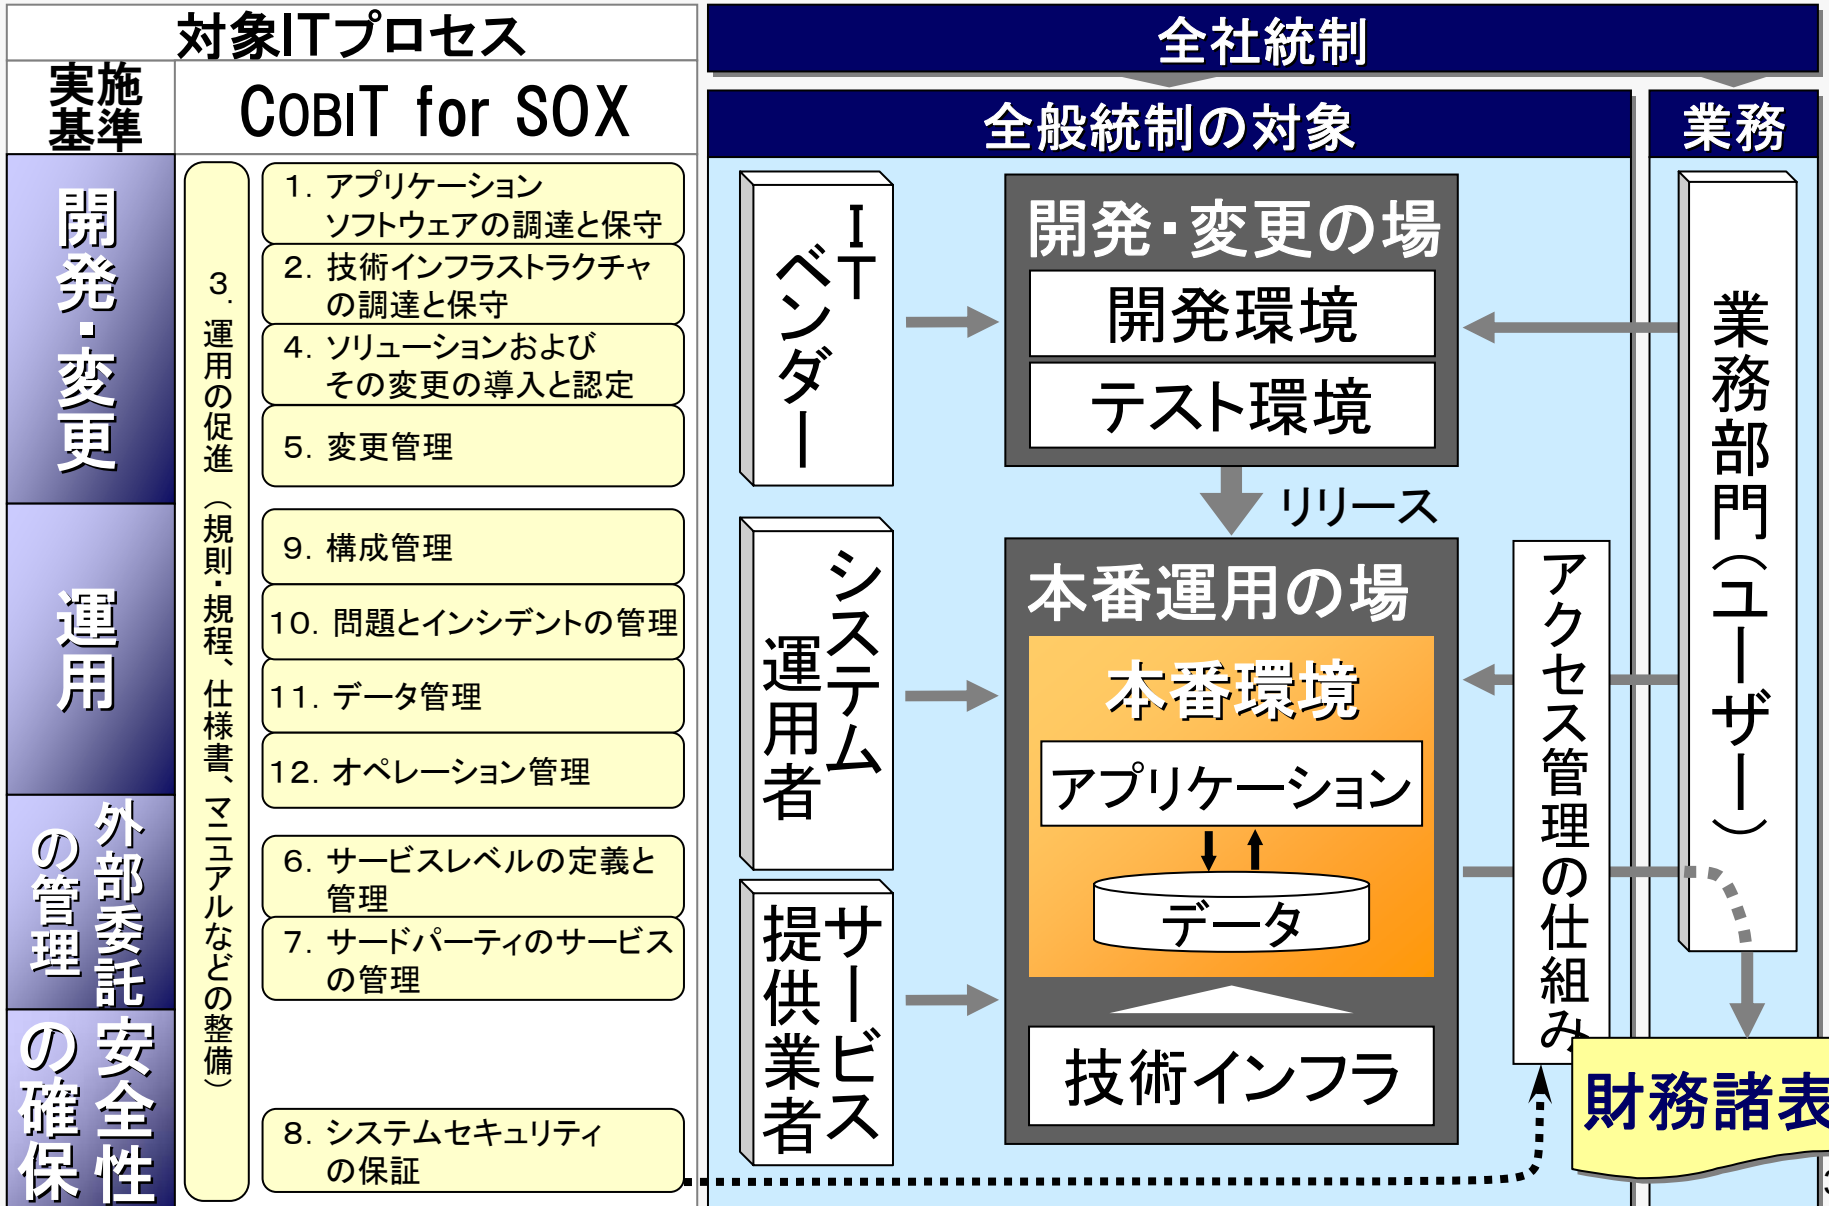 対象ITプロセス
実施
基準
COBIT for SOX
開発・変更
運用
外部委託
の管理
安全性
の確保
3. 運用の促進 （規則・規程、仕様書、マニュアルなどの整備）
1. アプリケーション
ソフトウェアの調達と保守
2. 技術インフラストラクチャ
の調達と保守
4. ソリューションおよび
その変更の導入と認定
5. 変更管理
9. 構成管理
10. 問題とインシデントの管理
11. データ管理
12. オペレーション管理
6. サービスレベルの定義と
管理
7. サードパーティのサービス
の管理
8. システムセキュリティ
の保証
全社統制
全般統制の対象
業務
IT
ベンダー
システム
運用者
サービス
提供業者
開発・変更の場
開発環境
テスト環境
リリース
本番運用の場
本番環境
アプリケーション
データ
技術インフラ
アクセス管理の仕組み
業務部門（ユーザー）
財務諸表